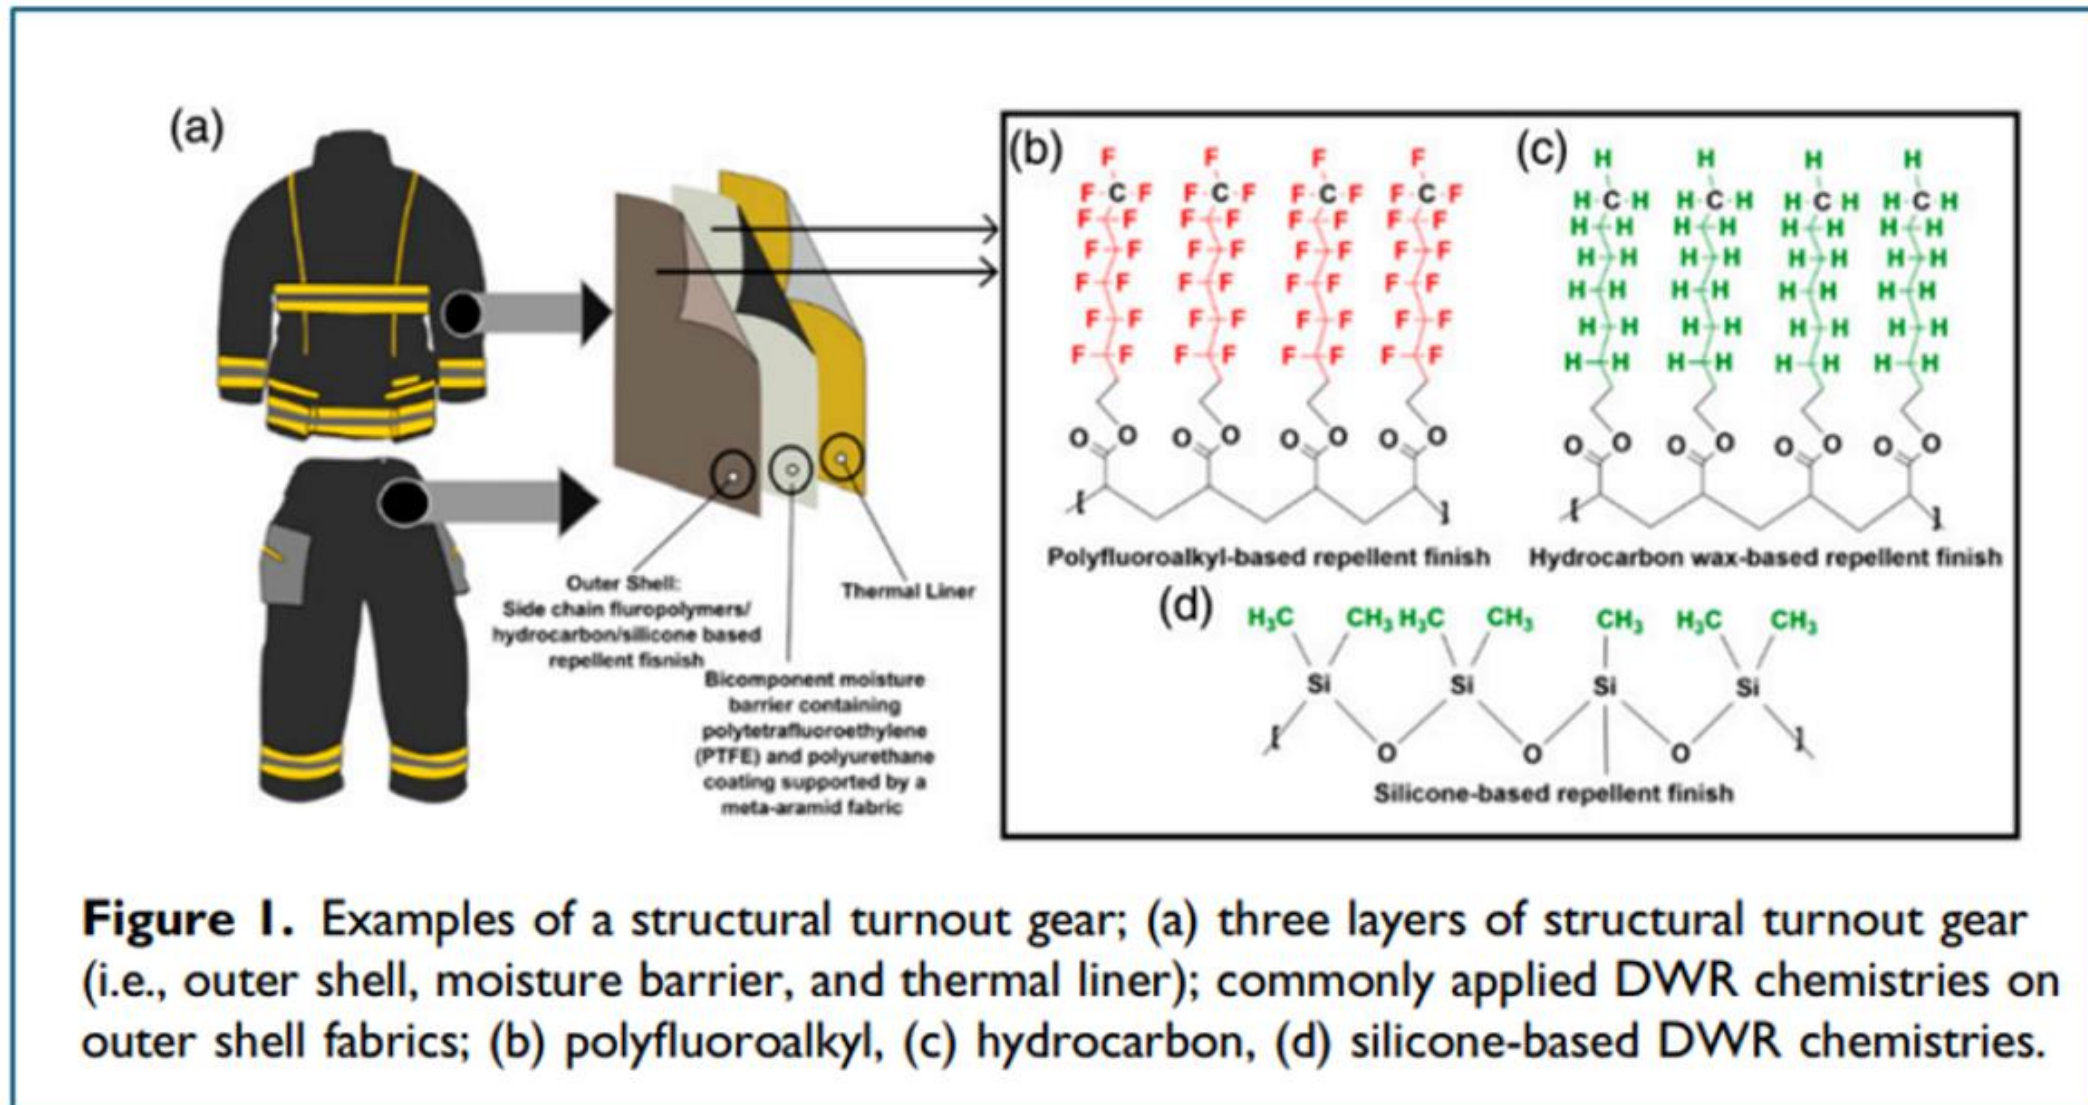 (a)
Outer Shell:
Side chain fluropolymers/
hydrocarbon/silicone based
repellent fisnish
Bicomponent moisture
barrier containing
polytetrafluoroethylene
(PTFE) and polyurethane
coating supported by a
meta-aramid fabric
Thermal Liner
(b)
F F F F
F C F F C F F C F F C F
F F F F F F F F
F F F F F F F F
F F F F F F F F
F F F F F F F F
F F F F F F F F
O O O O O O O O
[ ]
Polyfluoroalkyl-based repellent finish
(c)
H H H H
H C H H C H H C H H C H
H H H H H H H H
H H H H H H H H
H H H H H H H H
H H H H H H H H
H H H H H H H H
O O O O O O O O
[ ]
Hydrocarbon wax-based repellent finish
(d)
H₃C CH₃ H₃C CH₃ CH₃ H₃C CH₃
Si Si Si Si
[ O O O ]
Silicone-based repellent finish
Figure 1. Examples of a structural turnout gear; (a) three layers of structural turnout gear
(i.e., outer shell, moisture barrier, and thermal liner); commonly applied DWR chemistries on
outer shell fabrics; (b) polyfluoroalkyl, (c) hydrocarbon, (d) silicone-based DWR chemistries.